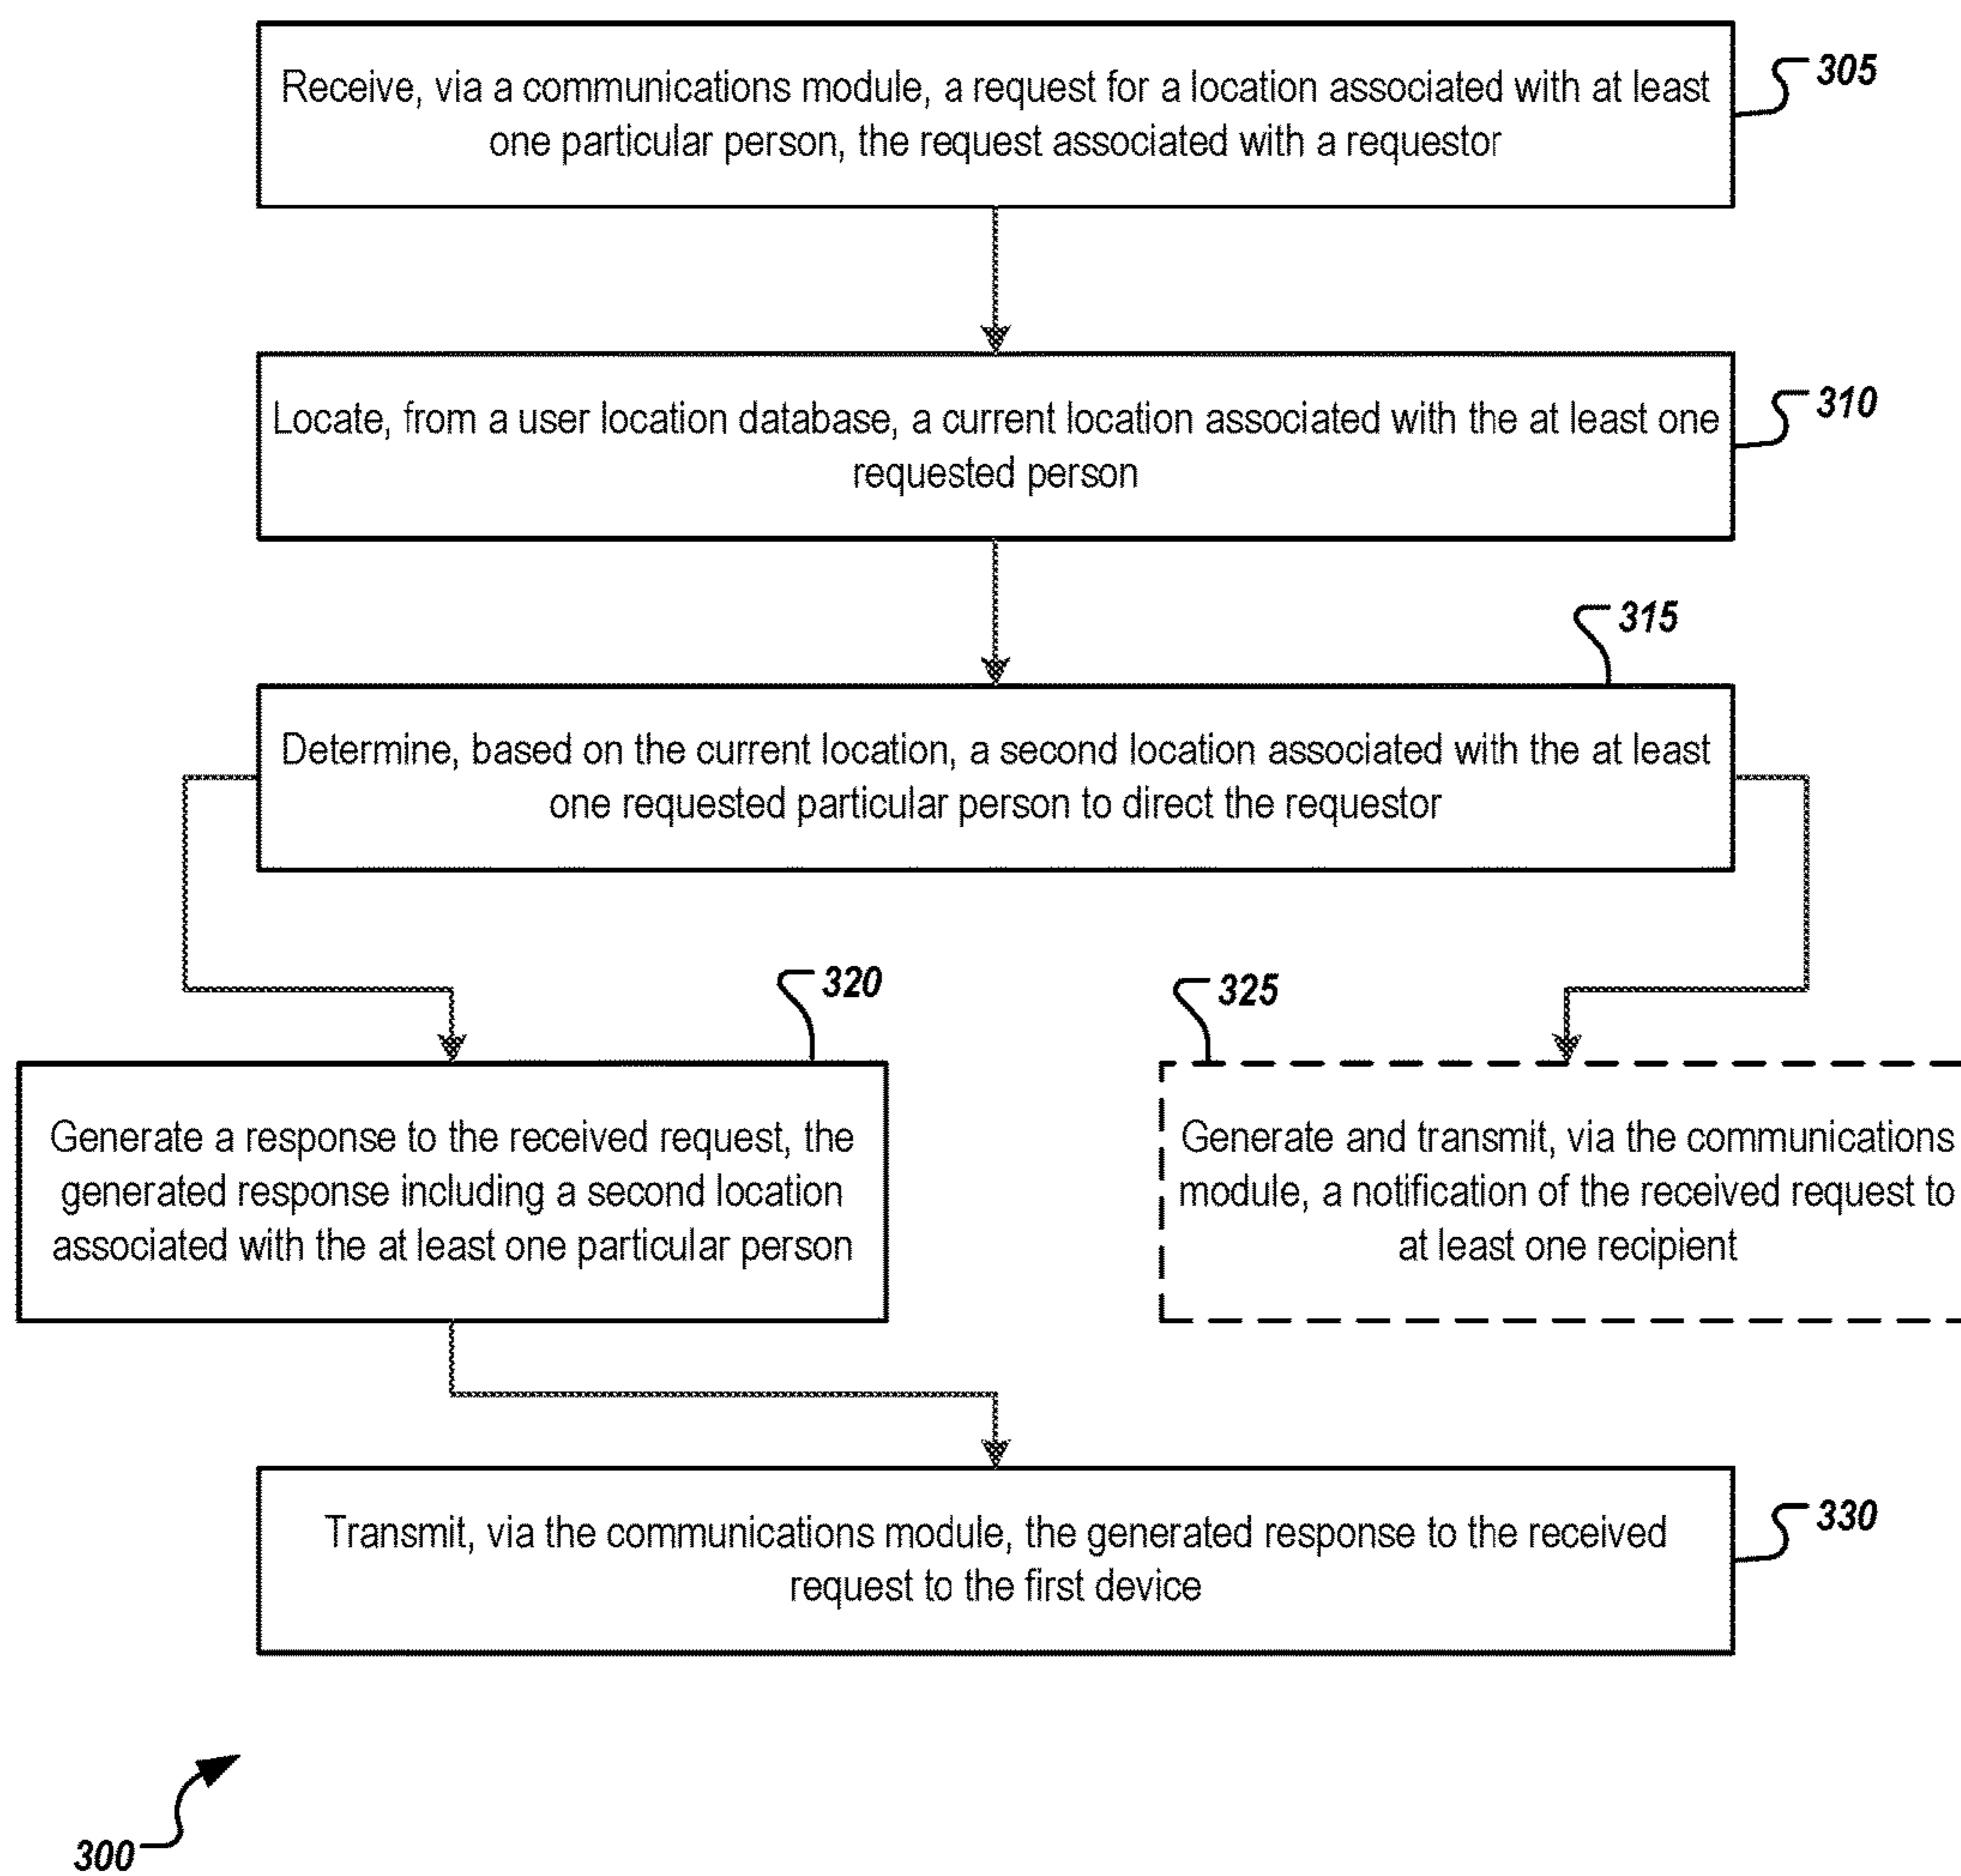 Receive, via a communications module, a request for a location associated with at least
one particular person, the request associated with a requestor
305
Locate, from a user location database, a current location associated with the at least one
requested person
310
315
Determine, based on the current location, a second location associated with the at least
one requested particular person to direct the requestor
320
325
Generate a response to the received request, the
generated response including a second location
associated with the at least one particular person
Generate and transmit, via the communications
module, a notification of the received request to
at least one recipient
Transmit, via the communications module, the generated response to the received
request to the first device
330
300